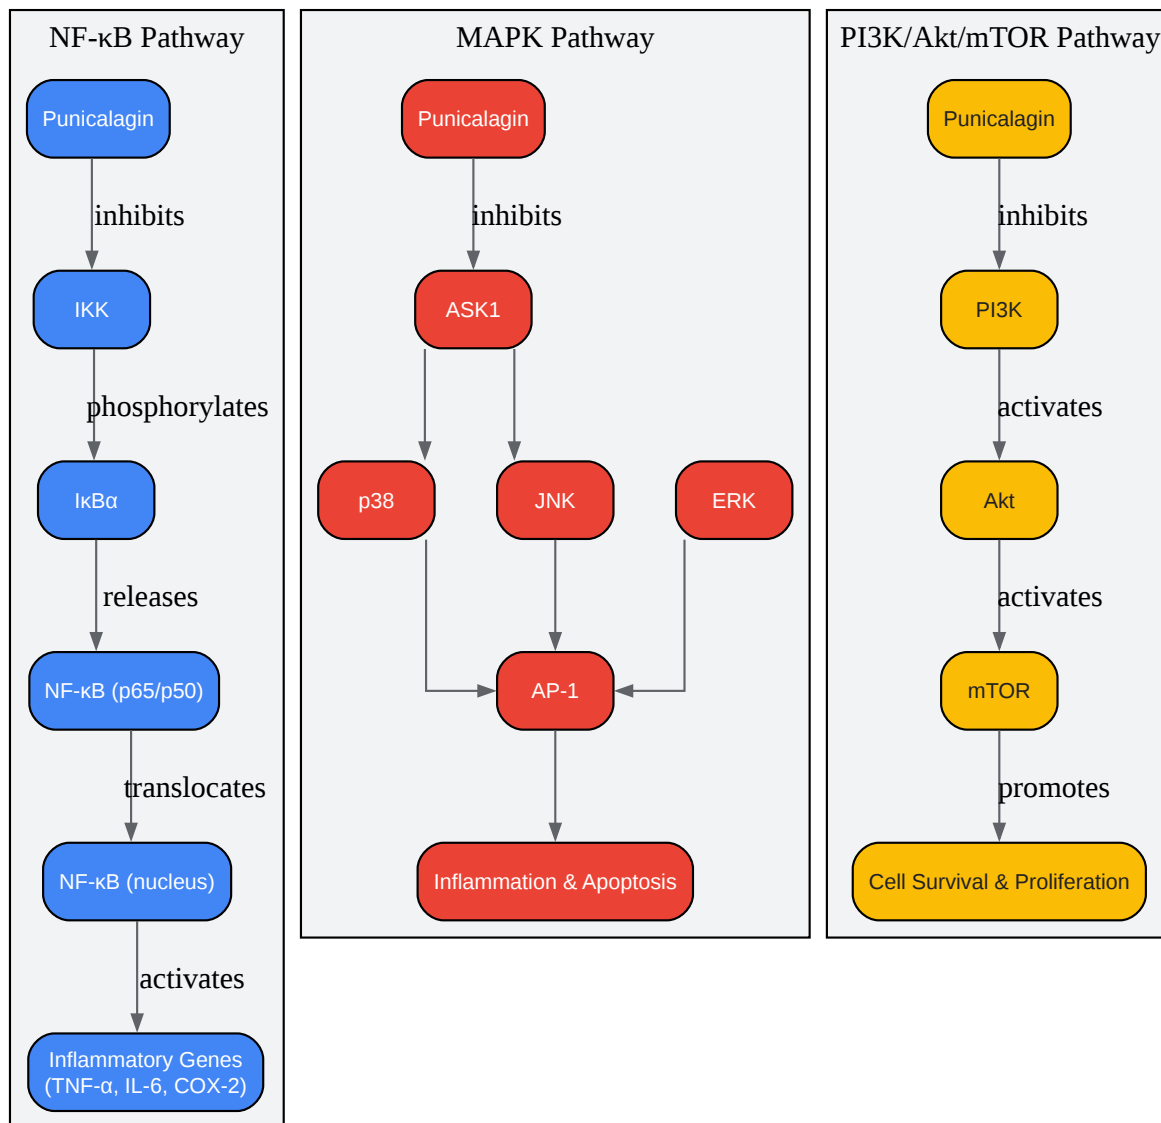 NF-κB Pathway
Punicalagin
inhibits
IKK
phosphorylates
IκBα
releases
NF-κB (p65/p50)
translocates
NF-κB (nucleus)
activates
Inflammatory Genes
(TNF-α, IL-6, COX-2)
MAPK Pathway
Punicalagin
inhibits
ASK1
p38
JNK
ERK
AP-1
Inflammation & Apoptosis
PI3K/Akt/mTOR Pathway
Punicalagin
inhibits
PI3K
activates
Akt
activates
mTOR
promotes
Cell Survival & Proliferation